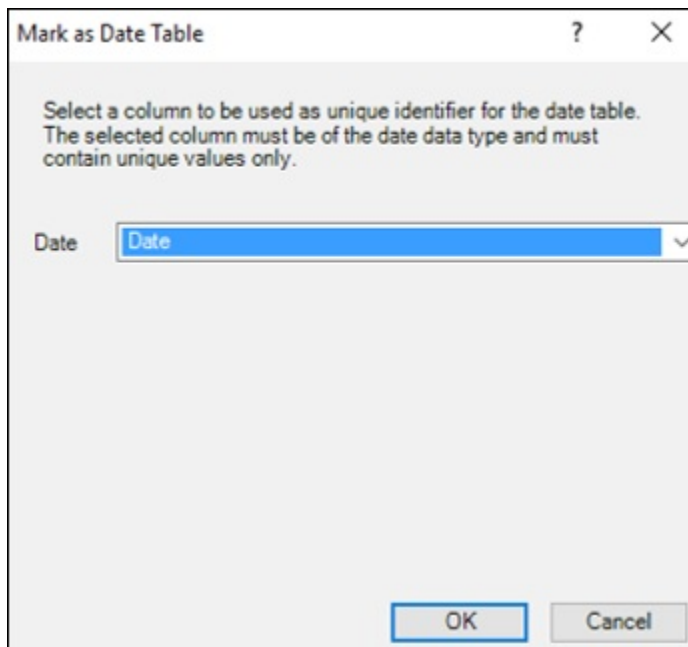 Mark as Date Table ?
Select a column to be used as unique identifier for the date table.
The selected column must be of the date data type and must
contain unique values only.
Date Date
OK Cancel